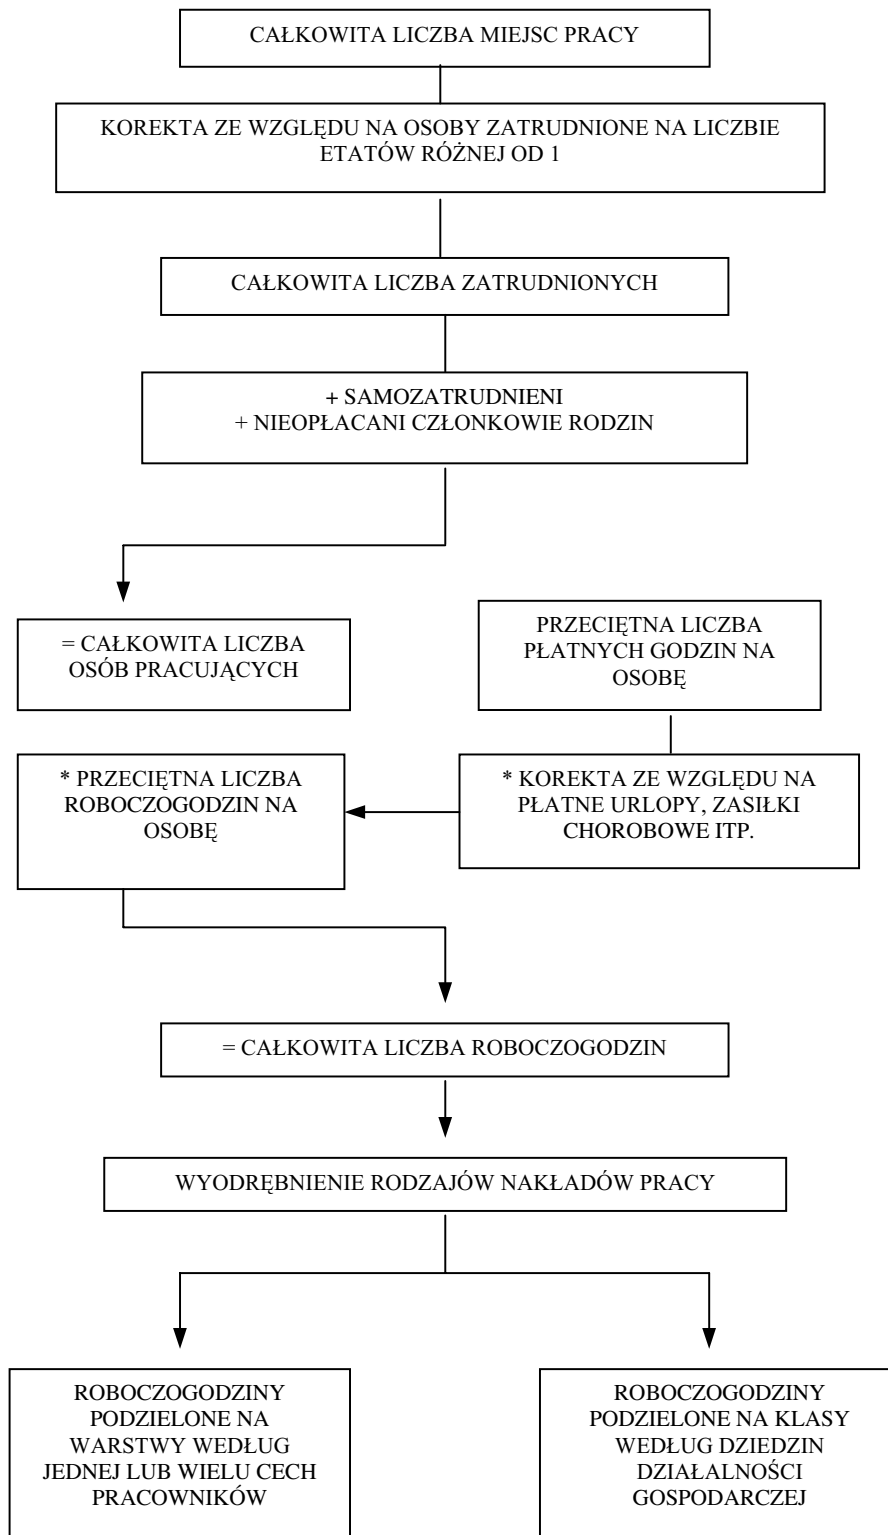 CAŁKOWITA LICZBA MIEJSC PRACY
KOREKTA ZE WZGLĘDU NA OSOBY ZATRUDNIONE NA LICZBIE
ETATÓW RÓŻNEJ OD 1
CAŁKOWITA LICZBA ZATRUDNIONYCH
+ SAMOZATRUDNIENI
+ NIEOPŁACANI CZŁONKOWIE RODZIN
= CAŁKOWITA LICZBA
OSÓB PRACUJĄCYCH
PRZECIĘTNA LICZBA
PŁATNYCH GODZIN NA
OSOBĘ
* PRZECIĘTNA LICZBA
ROBOCZOGODZIN NA
OSOBĘ
* KOREKTA ZE WZGLĘDU NA
PŁATNE URLOPY, ZASIŁKI
CHOROBOWE ITP.
= CAŁKOWITA LICZBA ROBOCZOGODZIN
WYODRĘBNIENIE RODZAJÓW NAKŁADÓW PRACY
ROBOCZOGODZINY
PODZIELONE NA
WARSTWY WEDŁUG
JEDNEJ LUB WIELU CECH
PRACOWNIKÓW
ROBOCZOGODZINY
PODZIELONE NA KLASY
WEDŁUG DZIEDZIN
DZIAŁALNOŚCI
GOSPODARCZEJ